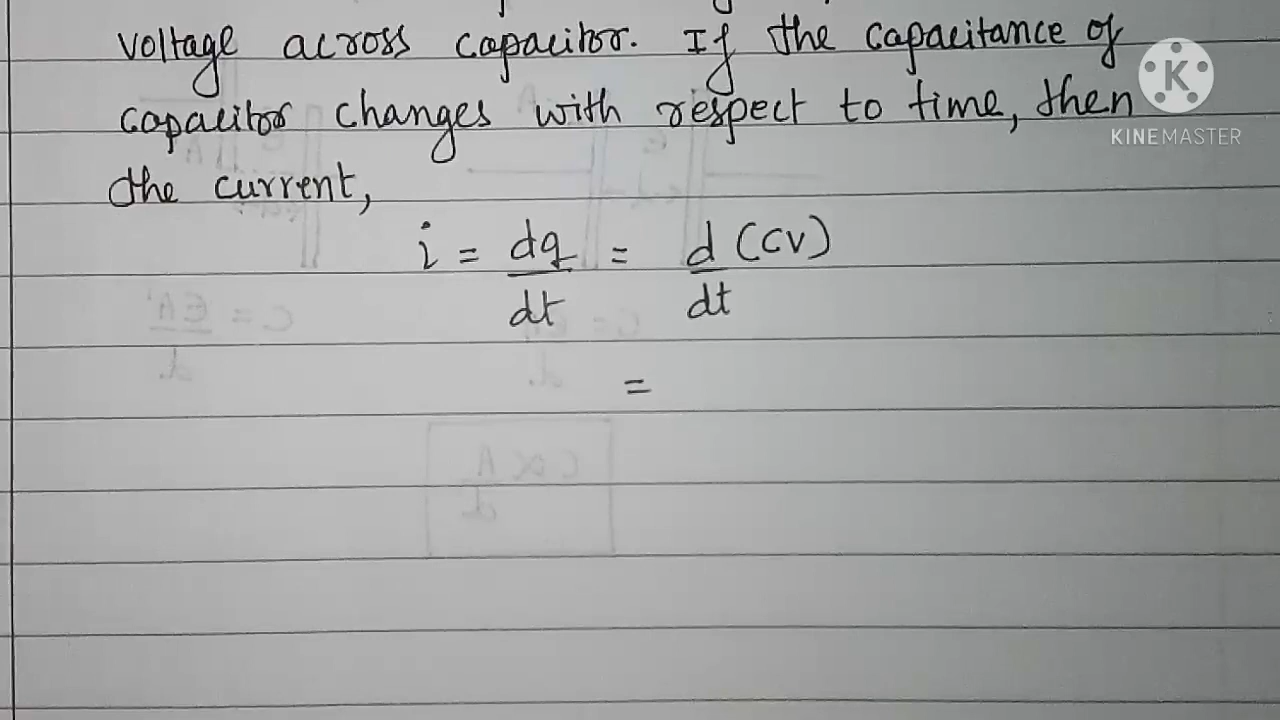 voltage across capacitor. If the capacitance of
capacitor changes with respect to time, then
the current,
i = dq/dt = d/dt (CV)
=
K
KINEMASTER